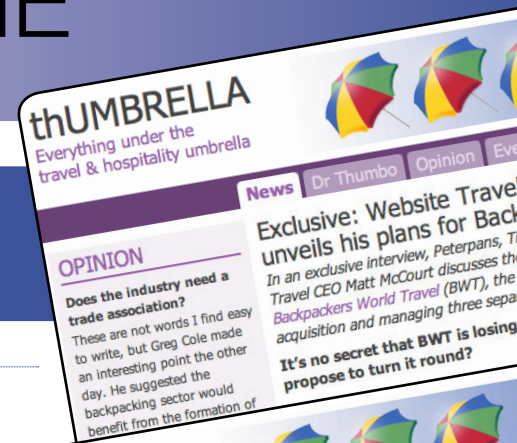 thUMBRELLA
Everything under the
travel & hospitality umbrella
News
Dr Thumbo
Opinion
OPINION
Does the industry need a
trade association?
These are not words I find easy
to write, but Greg Cole made
an interesting point the other
day. He suggested the
backpacking sector would
benefit from the formation of
Exclusive: Website
unveils his plans for
In an exclusive interview, Peterpans,
Travel CEO Matt McCourt discusses
Backpackers World Travel (BWT), the
acquisition and managing three
It's no secret that BWT is losing
propose to turn it round?